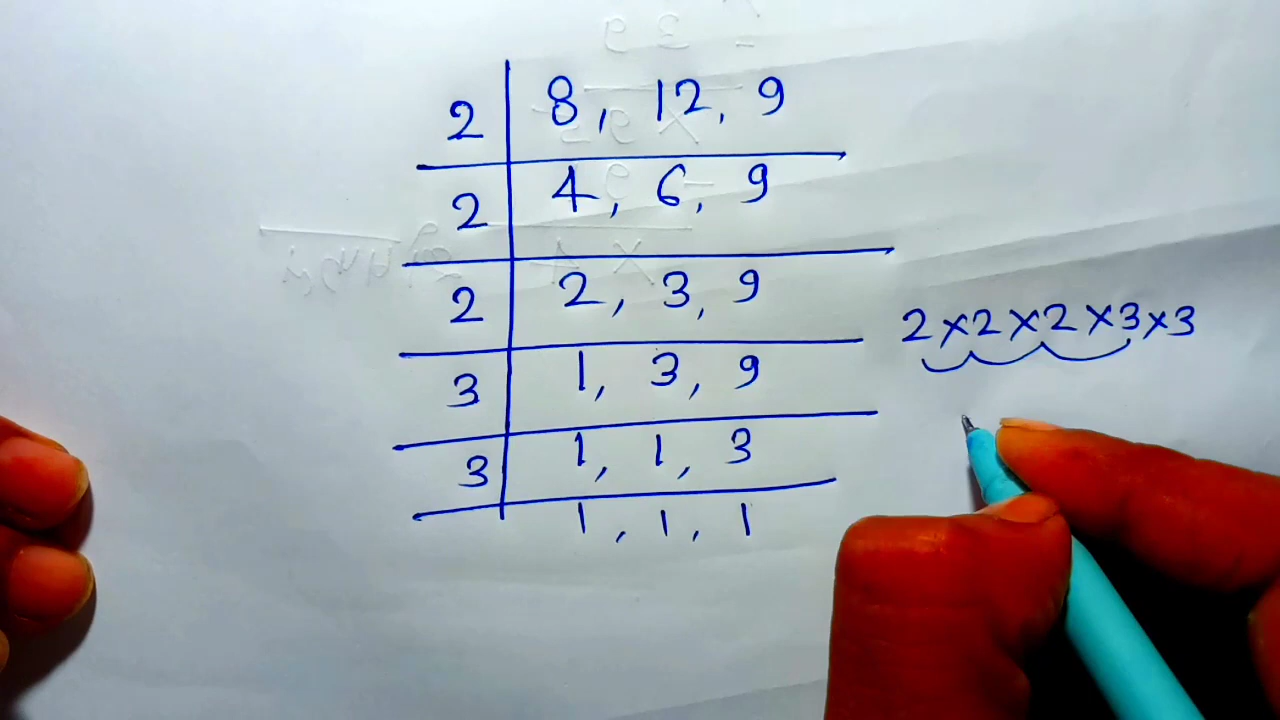 2 | 8, 12, 9
2 | 4, 6, 9
2 | 2, 3, 9
3 | 1, 3, 9
3 | 1, 1, 3
1, 1, 1
2×2×2×3×3